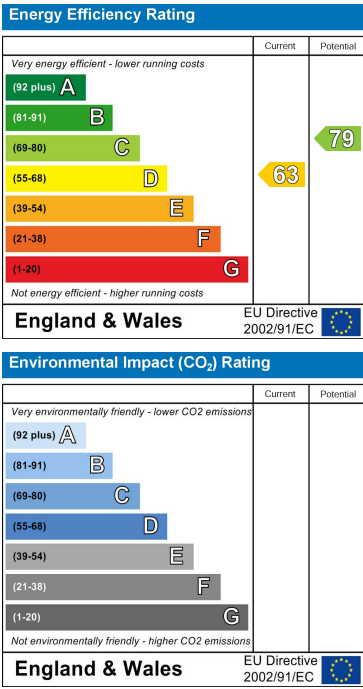 Energy Efficiency Rating
Current Potential
Very energy efficient - lower running costs
(92 plus) A
(81-91) B
(69-80) C
(55-68) D
(39-54) E
(21-38) F
(1-20) G
79
63
Not energy efficient - higher running costs
England & Wales
EU Directive
2002/91/EC
Environmental Impact (CO₂) Rating
Current Potential
Very environmentally friendly - lower CO2 emissions
(92 plus) A
(81-91) B
(69-80) C
(55-68) D
(39-54) E
(21-38) F
(1-20) G
Not environmentally friendly - higher CO2 emissions
England & Wales
EU Directive
2002/91/EC